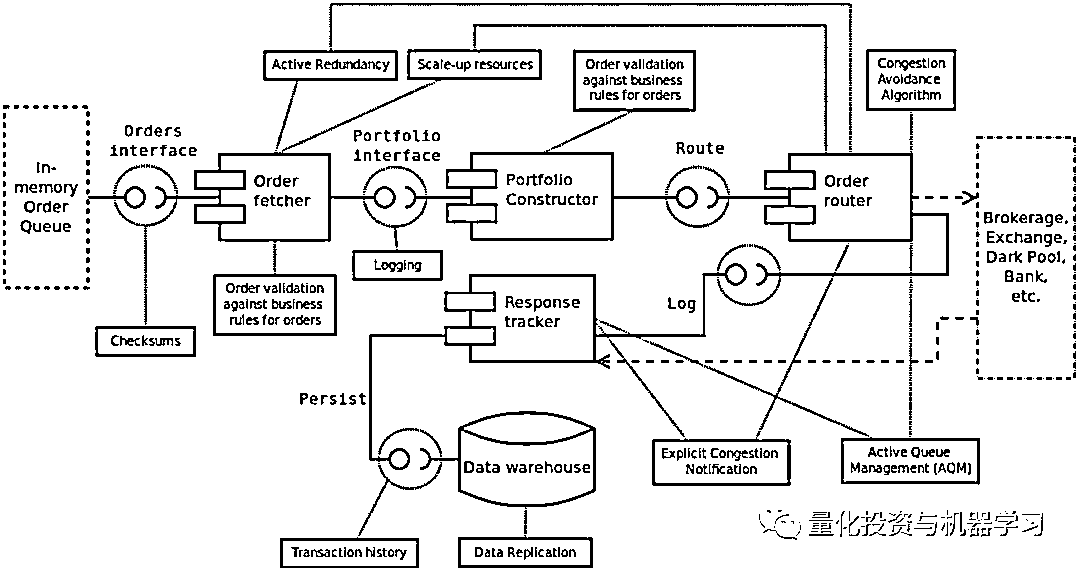 Active Redundancy
Scale-up resources
Order validation
against business
rules for orders
Congestion
Avoidance
Algorithm
Orders
interface
Portfolio
interface
Route
In-
memory
Order
Queue
Order
fetcher
Portfolio
Constructor
Order
router
Brokerage,
Exchange,
Dark Pool,
Bank,
etc.
Logging
Order validation
against business
rules for orders
Checksums
Response
tracker
Log
Persist
Data warehouse
Explicit Congestion
Notification
Active Queue
Management (AQM)
Transaction history
Data Replication
量化投资与机器学习